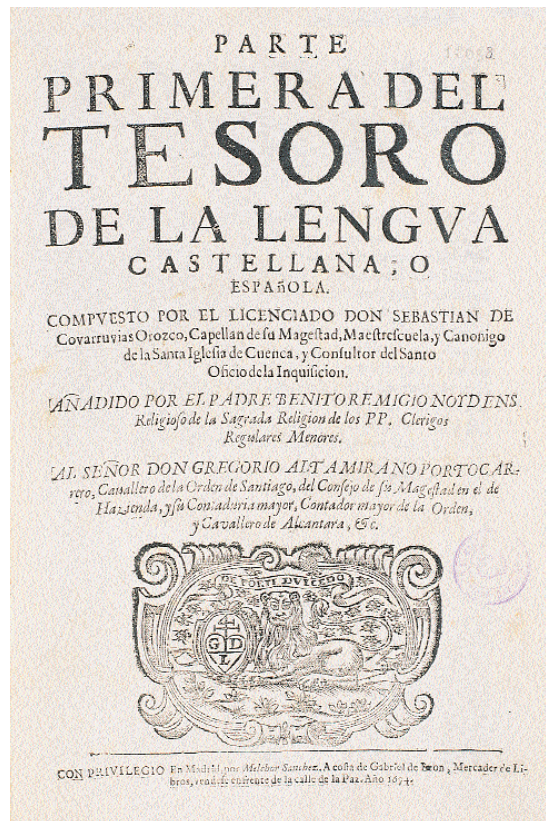 PARTE
PRIMERA DEL
TESORO
DE LA LENGVA
CASTELLANA; O
ESPAñOLA.
COMPVESTO POR EL LICENCIADO DON SEBASTIAN DE
Covarruvias Orozco, Capellan de su Magestad, Maestrescuela, y Canonigo
de la Santa Iglesia de Cuenca, y Consultor del Santo
Oficio de la Inquisicion.
AÑADIDO POR EL PADRE BENITO REMIGIO NOYDENS.
Religioso de la Sagrada Religion de los PP. Clerigos
Regulares Menores.
AL SEÑOR DON GREGORIO ALTAMIRANO PORTOCAR-
rero, Cauallero de la Orden de Santiago, del Consejo de su Magestad en el de
Hazienda, y su Contaduria mayor, Contador mayor de la Orden,
y Cavallero de Alcantara, &c.
DE FORTI DVLCEDO
G D
L
CON PRIVILEGIO En Madrid, por Melchor Sanchez. A costa de Gabriel de Leon, Mercader de Li-
bros, vendese enfrente de la calle de la Paz. Año 1674.